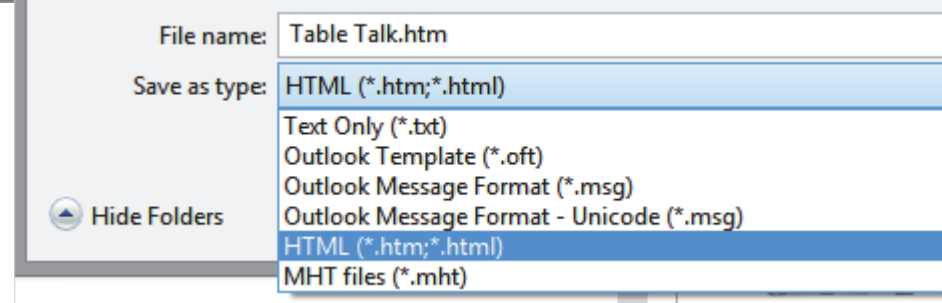 File name: Table Talk.htm
Save as type: HTML (*.htm;*.html)
Text Only (*.txt)
Outlook Template (*.oft)
Outlook Message Format (*.msg)
Hide Folders Outlook Message Format - Unicode (*.msg)
HTML (*.htm;*.html)
MHT files (*.mht)